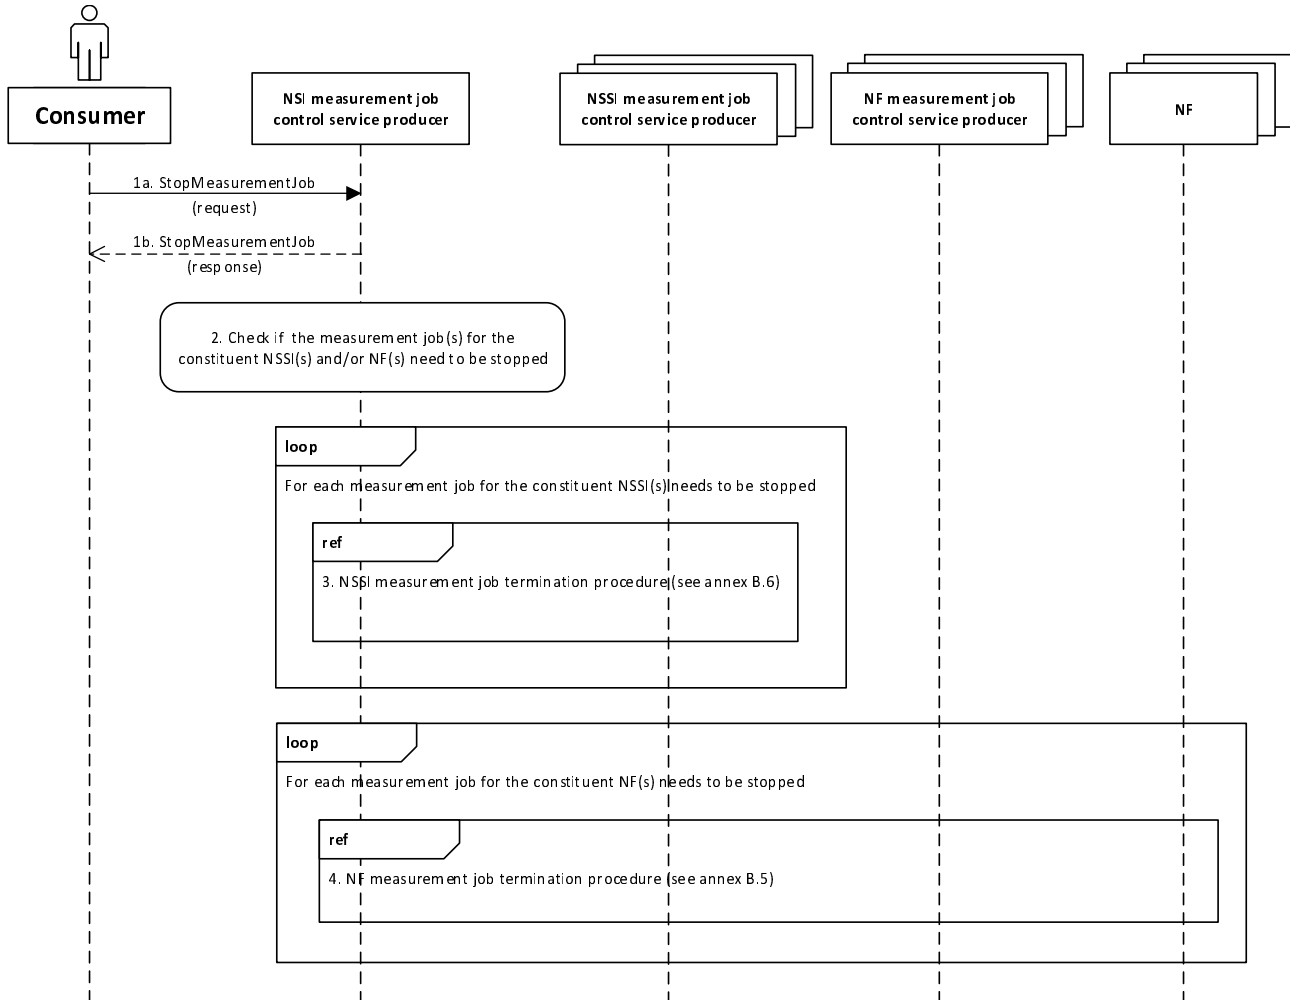 Consumer
NSI measurement job
control service producer
NSSI measurement job
control service producer
NF measurement job
control service producer
NF
1a. StopMeasurementJob
(request)
1b. StopMeasurementJob
(response)
2. Check if the measurement job(s) for the
constituent NSSI(s) and/or NF(s) need to be stopped
loop
For each measurement job for the constituent NSSI(s) needs to be stopped
ref
3. NSSI measurement job termination procedure (see annex B.6)
loop
For each measurement job for the constituent NF(s) needs to be stopped
ref
4. NF measurement job termination procedure (see annex B.5)